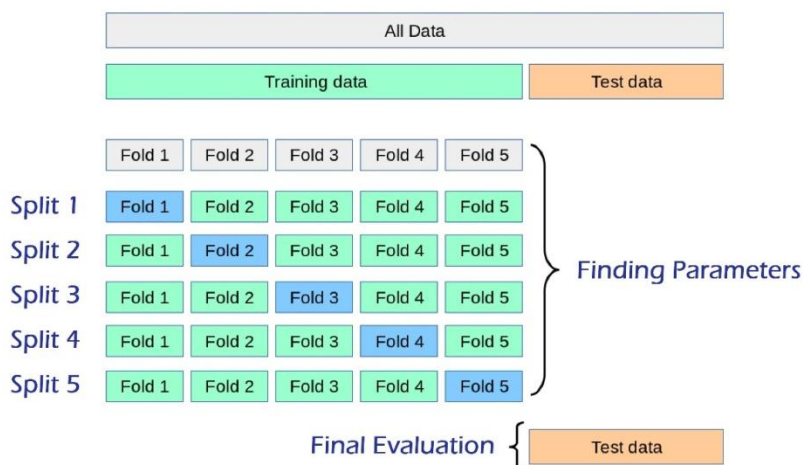 All Data
Training data Test data
Fold 1 Fold 2 Fold 3 Fold 4 Fold 5
Split 1 Fold 1 Fold 2 Fold 3 Fold 4 Fold 5
Split 2 Fold 1 Fold 2 Fold 3 Fold 4 Fold 5
Finding Parameters
Split 3 Fold 1 Fold 2 Fold 3 Fold 4 Fold 5
Split 4 Fold 1 Fold 2 Fold 3 Fold 4 Fold 5
Split 5 Fold 1 Fold 2 Fold 3 Fold 4 Fold 5
Final Evaluation Test data